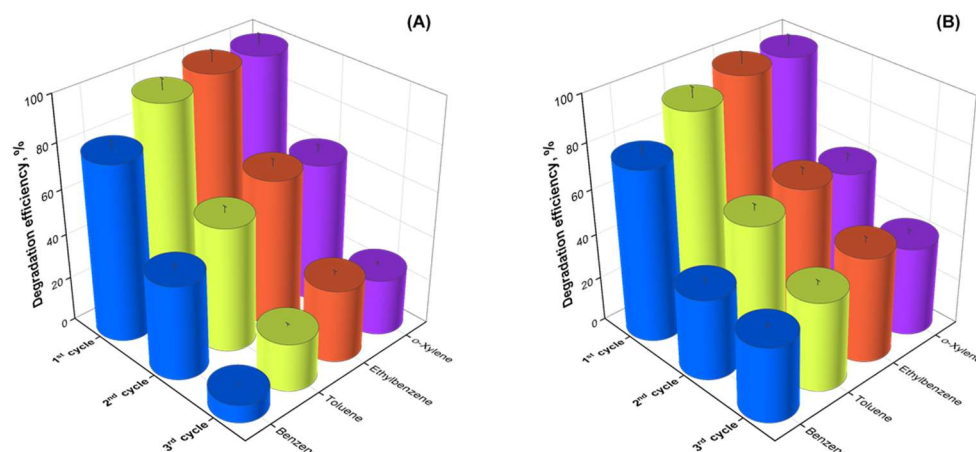 (A)
Degradation efficiency, %
100
80
60
40
20
0
1st cycle
2nd cycle
3rd cycle
Benzen
Toluene
Ethylbenzene
o-Xylene
(B)
Degradation efficiency, %
100
80
60
40
20
0
1st cycle
2nd cycle
3rd cycle
Benzen
Toluene
Ethylbenzene
o-Xylene